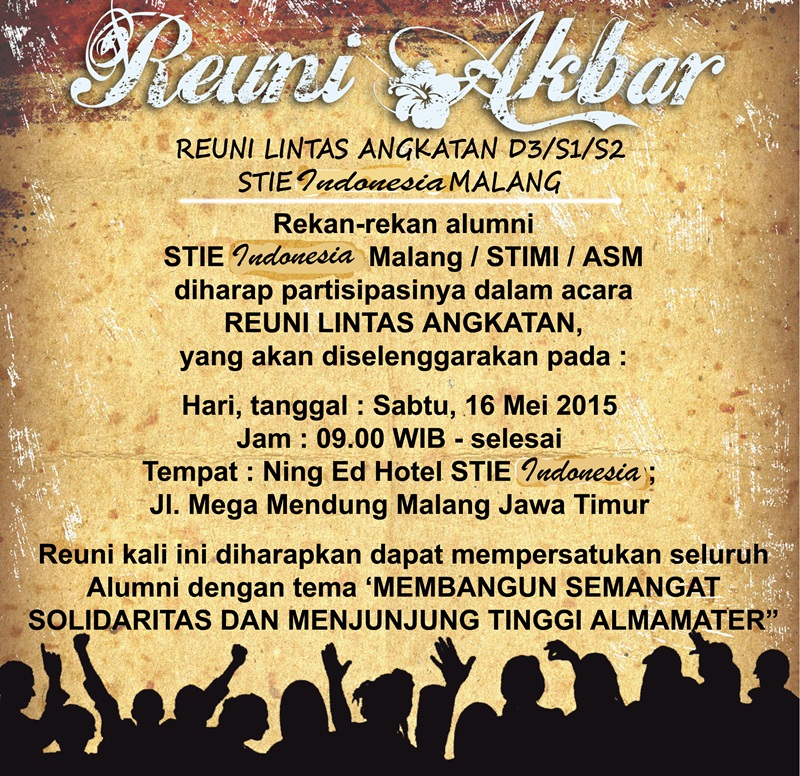 Reuni Akbar
REUNI LINTAS ANGKATAN D3/S1/S2
STIE Indonesia MALANG
Rekan-rekan alumni
STIE Indonesia Malang / STIMI / ASM
diharap partisipasinya dalam acara
REUNI LINTAS ANGKATAN,
yang akan diselenggarakan pada :
Hari, tanggal : Sabtu, 16 Mei 2015
Jam : 09.00 WIB - selesai
Tempat : Ning Ed Hotel STIE Indonesia ;
Jl. Mega Mendung Malang Jawa Timur
Reuni kali ini diharapkan dapat mempersatukan seluruh
Alumni dengan tema ‘MEMBANGUN SEMANGAT
SOLIDARITAS DAN MENJUNJUNG TINGGI ALMAMATER”